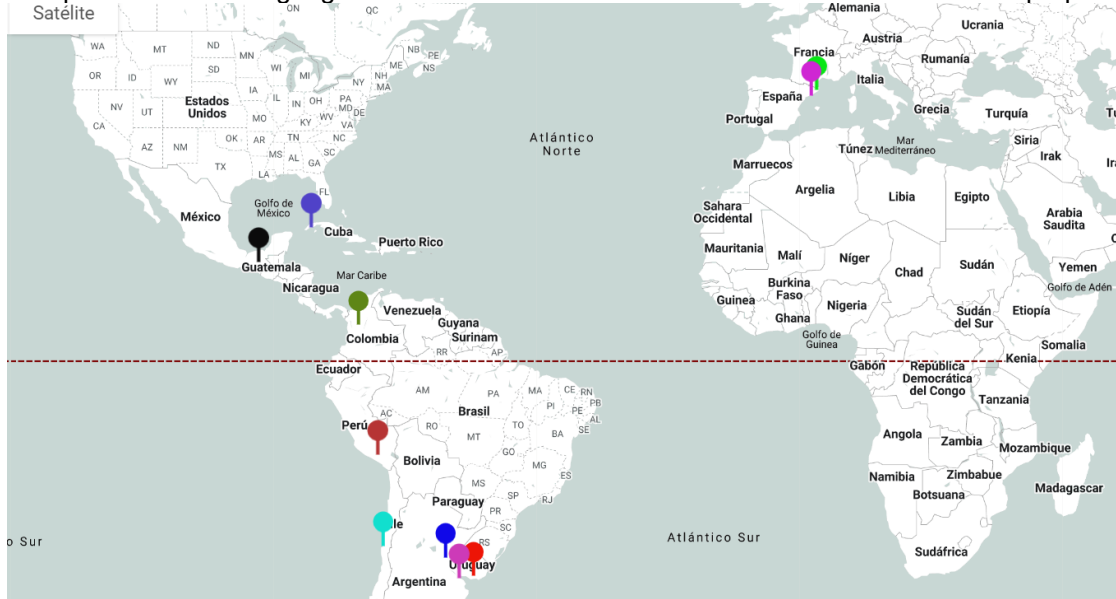 Satélite
ON
QC
Alemania
Ucrania
Austria
WA
MT
ND
MN
NB
PE
Francia
Rumanía
OR
ID
WY
SD
WI
MI
ME
NS
NH
MA
NY
Italia
España
IA
NV
UT
Estados
Unidos
IL
IN
OH
PA
MD
DE
Grecia
Turquía
CA
MO
KY
WV
VA
Portugal
AZ
NM
OK
AR
TN
NC
Atlántico
Norte
Túnez
Mar
Mediterráneo
Siria
Irak
MS
AL
GA
SC
Marruecos
TX
LA
FL
Argelia
Libia
Egipto
México
Golfo de
México
Sahara
Occidental
Arabia
Saudita
Cuba
Puerto Rico
Mauritania
Malí
Níger
Chad
Sudán
Yemen
Guatemala
Mar Caribe
Nicaragua
Golfo de Adén
Burkina
Faso
Guinea
Nigeria
Etiopía
Venezuela
Guyana
Surinam
Ghana
Sudán
del Sur
Colombia
Golfo de
Guinea
Somalia
RR
AP
Kenia
Ecuador
Gabón
República
Democrática
del Congo
AM
PA
MA
CE
RN
PB
Tanzania
Perú
AC
Brasil
PI
PE
AL
SE
RO
TO
MT
BA
Angola
Zambia
Mozambique
Bolivia
GO
MG
ES
Namibia
Zimbabue
Botsuana
Madagascar
MS
Paraguay
SP
RJ
PR
le
SC
o Sur
Atlántico Sur
RS
Sudáfrica
Uruguay
Argentina